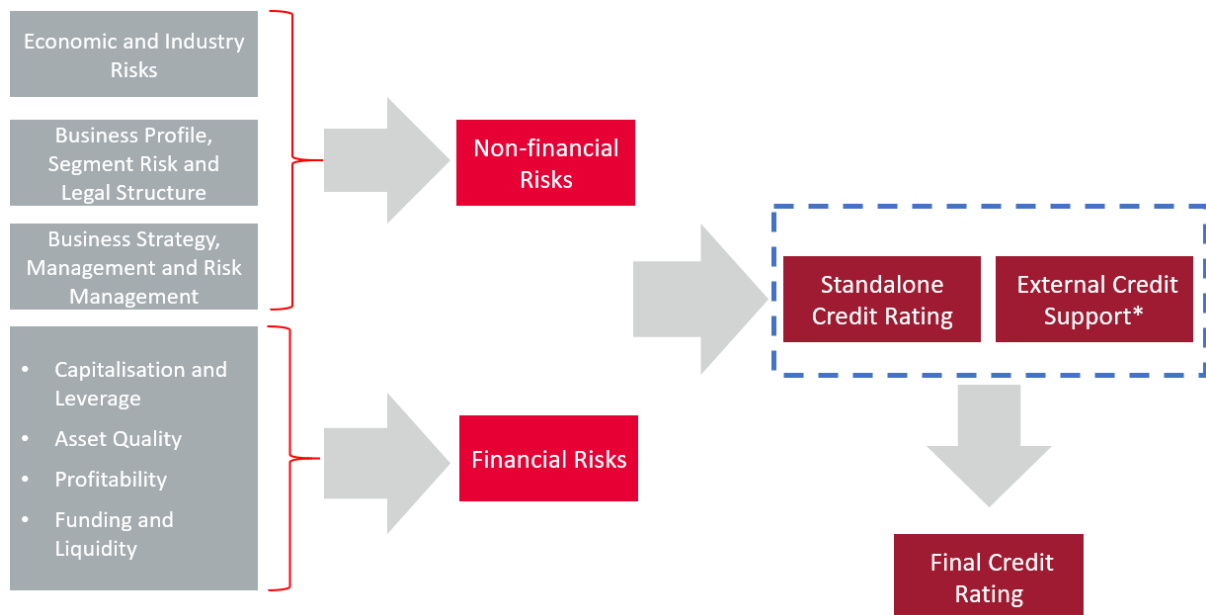 Economic and Industry
Risks
Business Profile,
Segment Risk and
Legal Structure
Business Strategy,
Management and Risk
Management
• Capitalisation and
Leverage
• Asset Quality
• Profitability
• Funding and
Liquidity
Non-financial
Risks
Financial Risks
Standalone
Credit Rating
External Credit
Support*
Final Credit
Rating